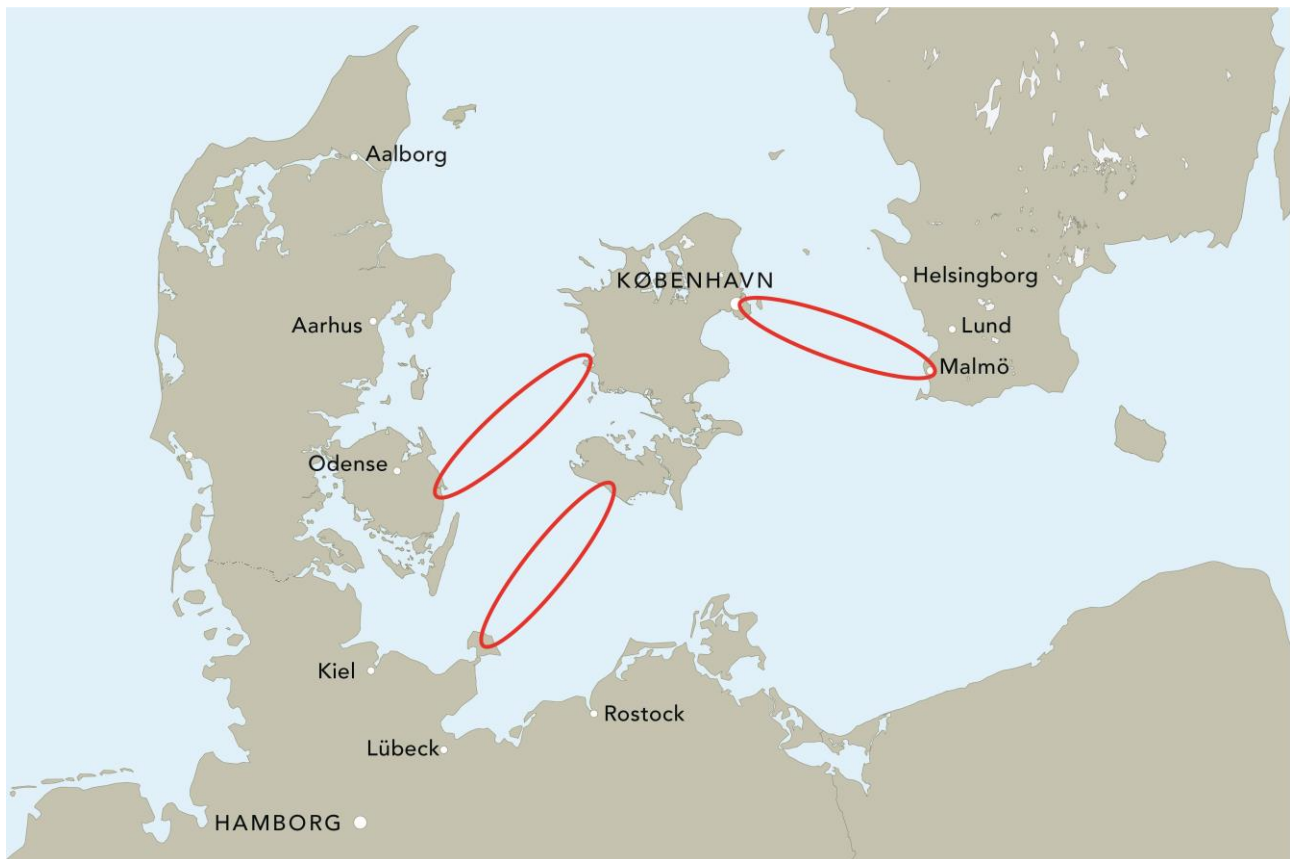 Aalborg
KØBENHAVN
Helsingborg
Aarhus
Lund
Malmö
Odense
Kiel
Rostock
Lübeck
HAMBORG